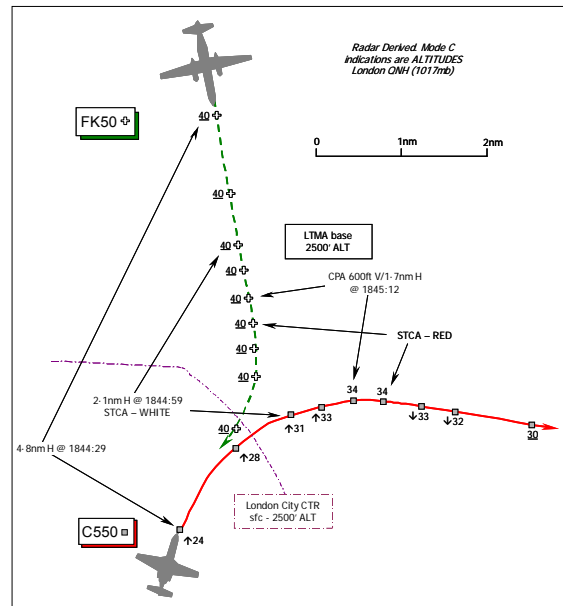 Radar Derived. Mode C
indications are ALTITUDES
London QNH (1017mb)
0 1nm 2nm
FK50
40
40
40
40
40
40
40
40
40
LTMA base
2500' ALT
CPA 600ft V/1·7nm H
@ 1845:12
STCA – RED
2·1nm H @ 1844:59
STCA – WHITE
4·8nm H @ 1844:29
34
34
↑33
↓33
↑31
↓32
30
↑28
London City CTR
sfc - 2500' ALT
C550
↑24